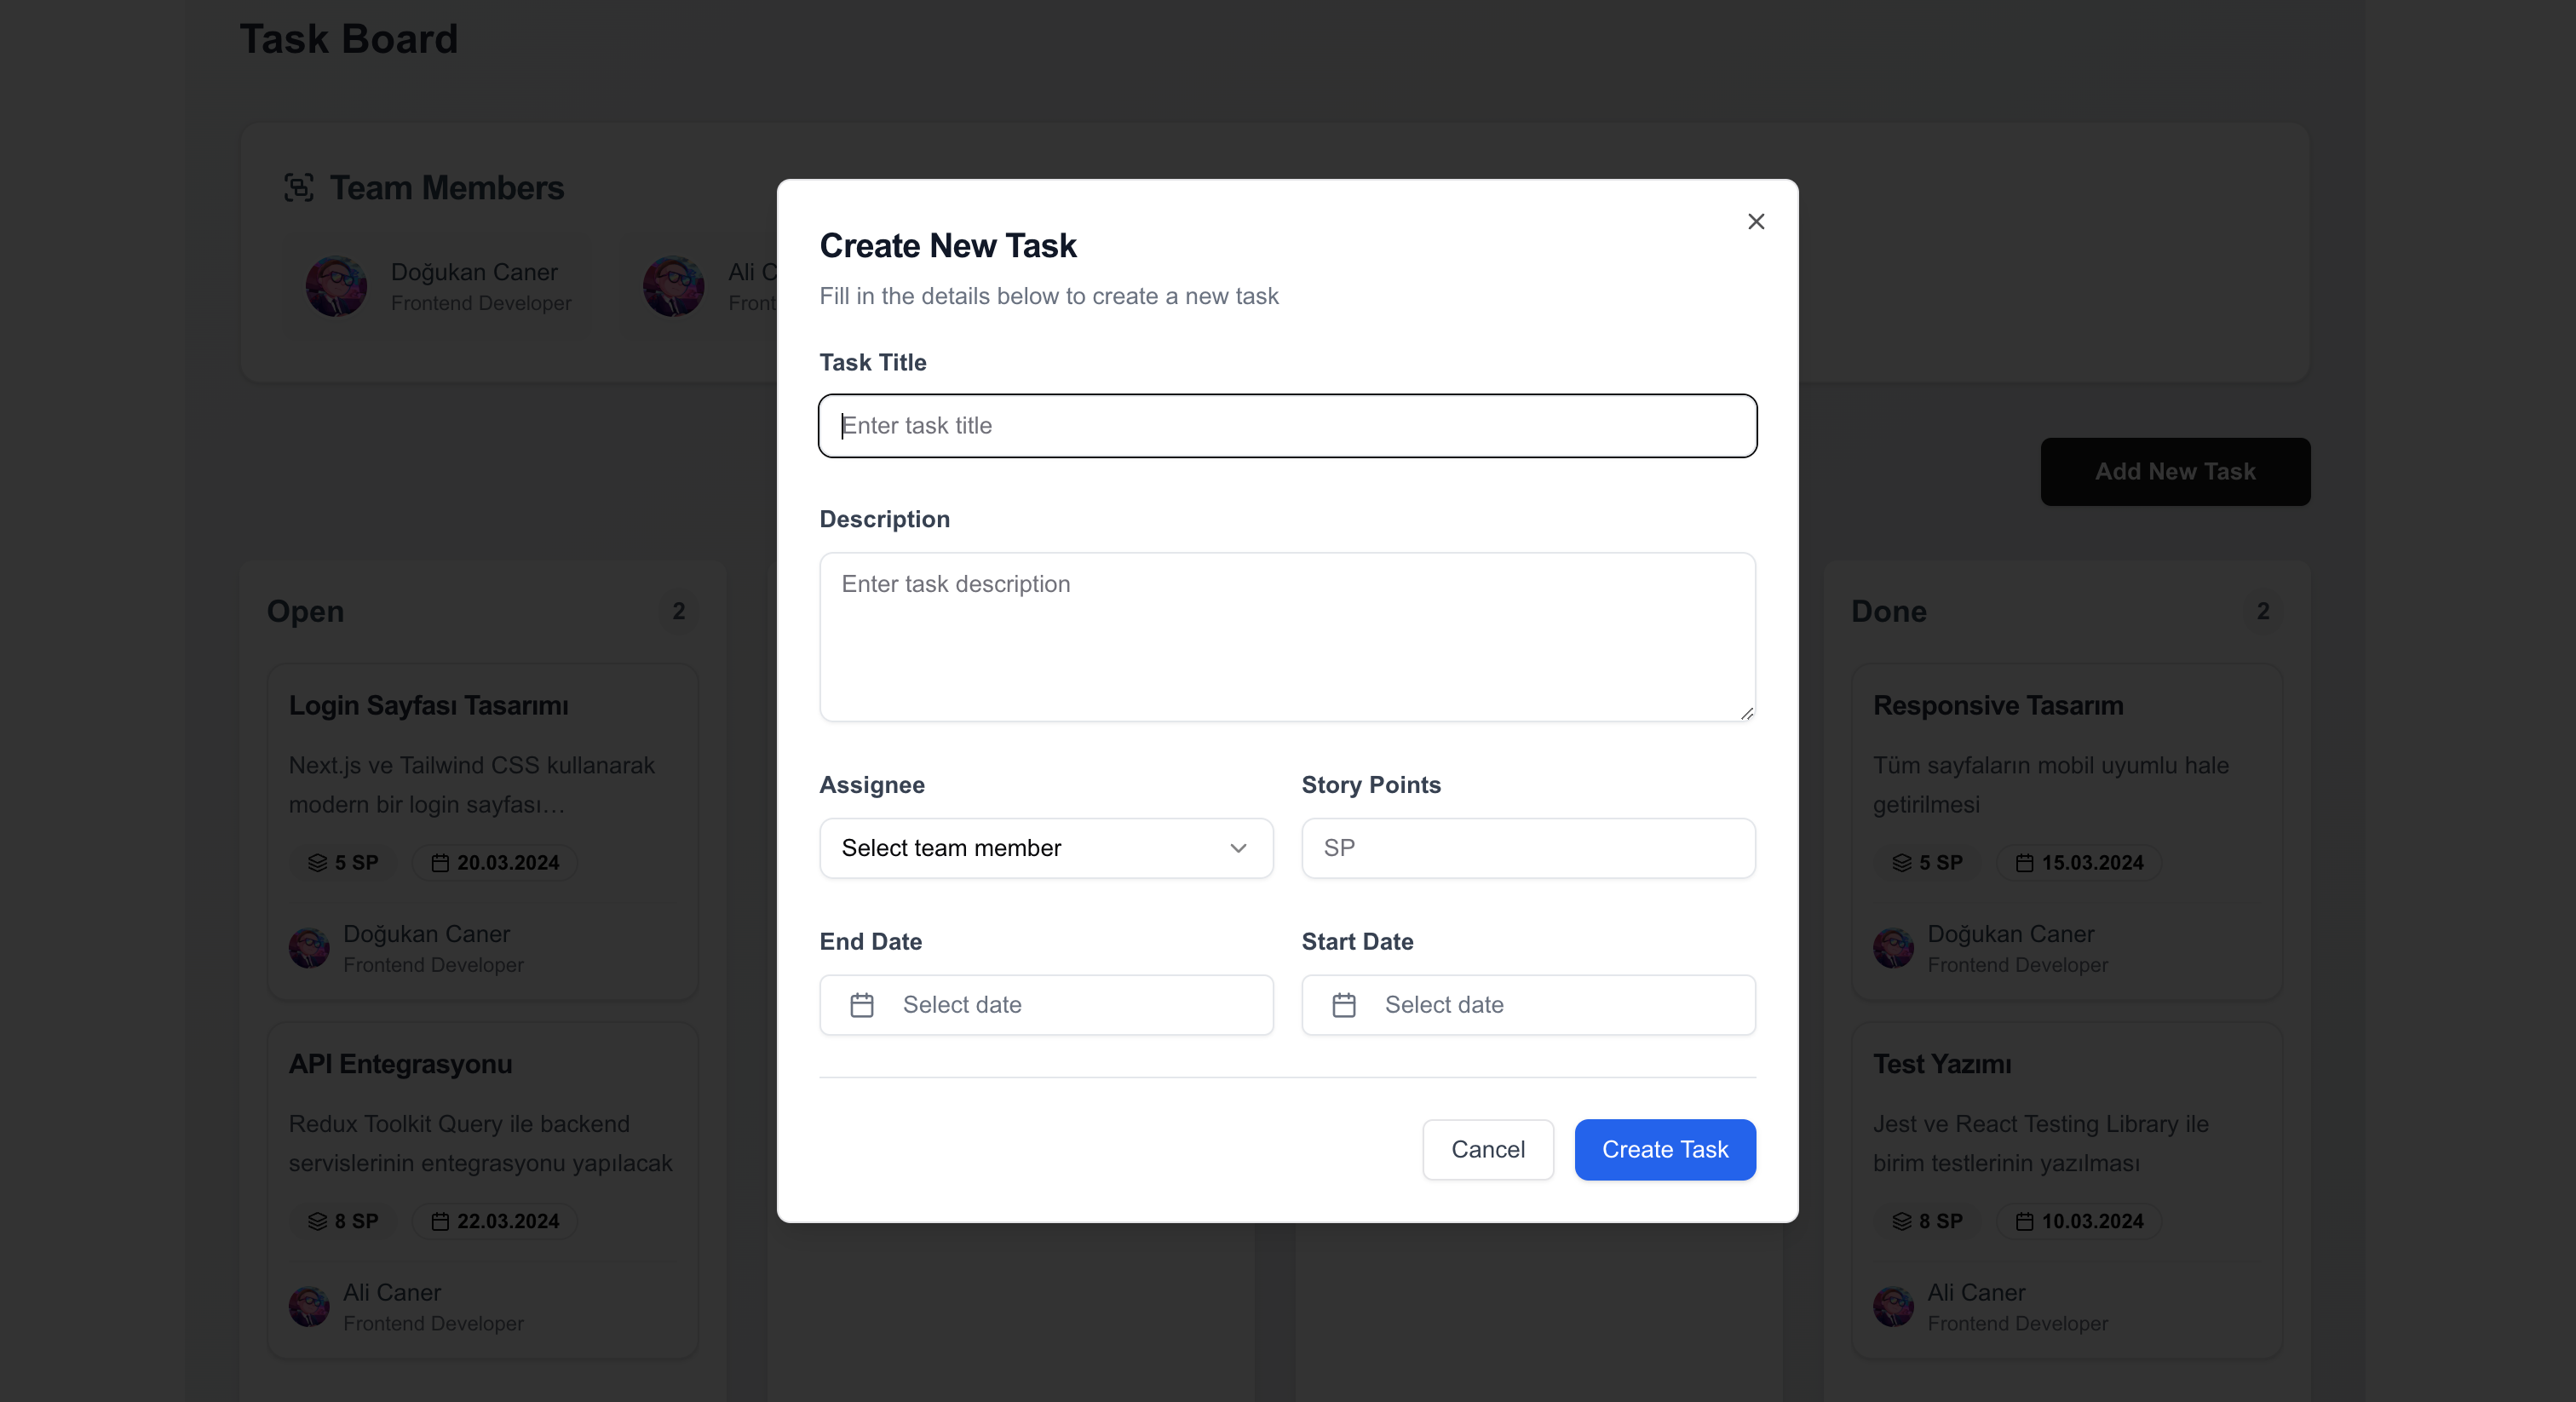 Task Board
Team Members
Doğukan Caner
Frontend Developer
Ali C
Front
Add New Task
Create New Task
Fill in the details below to create a new task
Task Title
Enter task title
Description
Enter task description
Assignee
Story Points
Select team member
SP
End Date
Start Date
Select date
Select date
Cancel
Create Task
Open
2
Login Sayfası Tasarımı
Next.js ve Tailwind CSS kullanarak
modern bir login sayfası…
5 SP
20.03.2024
Doğukan Caner
Frontend Developer
API Entegrasyonu
Redux Toolkit Query ile backend
servislerinin entegrasyonu yapılacak
8 SP
22.03.2024
Ali Caner
Frontend Developer
Done
2
Responsive Tasarım
Tüm sayfaların mobil uyumlu hale
getirilmesi
5 SP
15.03.2024
Doğukan Caner
Frontend Developer
Test Yazımı
Jest ve React Testing Library ile
birim testlerinin yazılması
8 SP
10.03.2024
Ali Caner
Frontend Developer